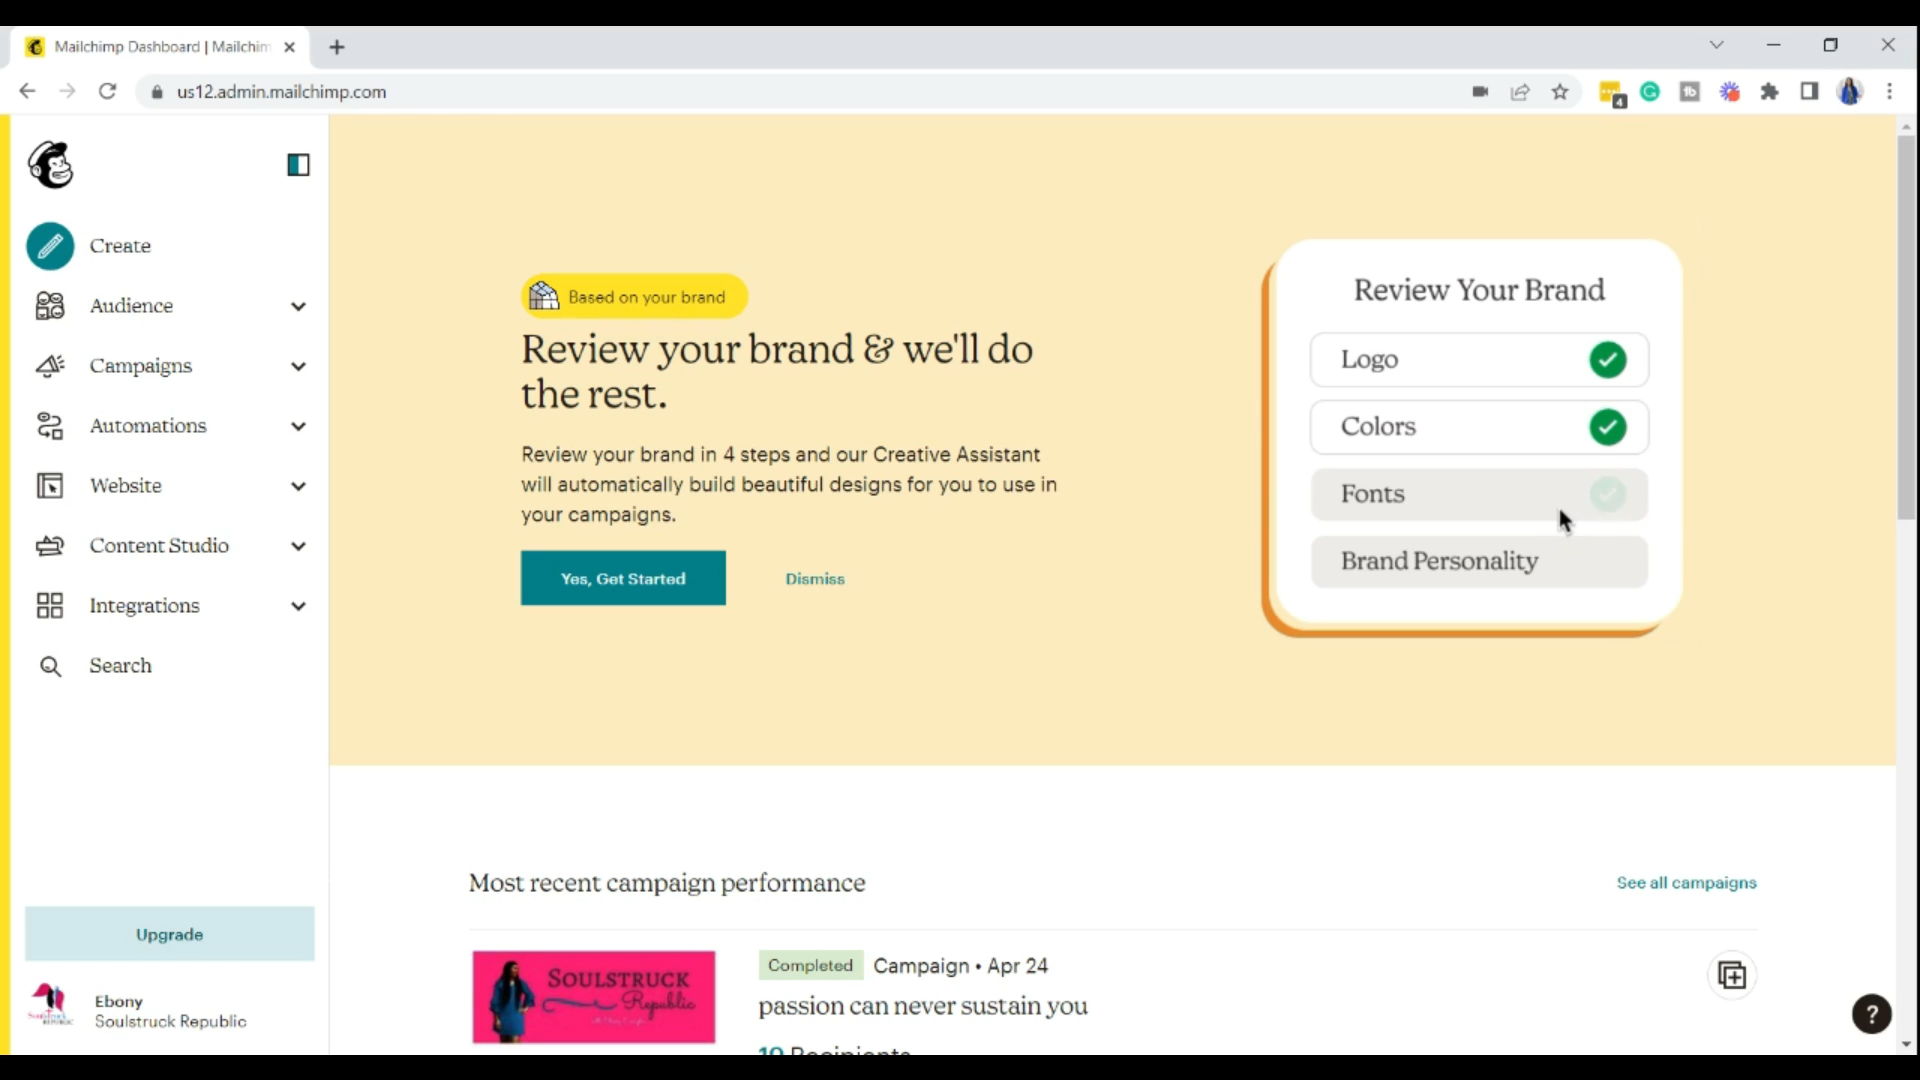 Mailchimp Dashboard | Mailchim
us12.admin.mailchimp.com
4
Create
Audience
Campaigns
Automations
Website
Content Studio
Integrations
Search
Upgrade
Ebony
Soulstruck Republic
Based on your brand
Review your brand & we'll do
the rest.
Review your brand in 4 steps and our Creative Assistant
will automatically build beautiful designs for you to use in
your campaigns.
Yes, Get Started
Dismiss
Review Your Brand
Logo
Colors
Fonts
Brand Personality
Most recent campaign performance
See all campaigns
SOULSTRUCK
Republic
Completed
Campaign • Apr 24
passion can never sustain you
10 Recipients
?